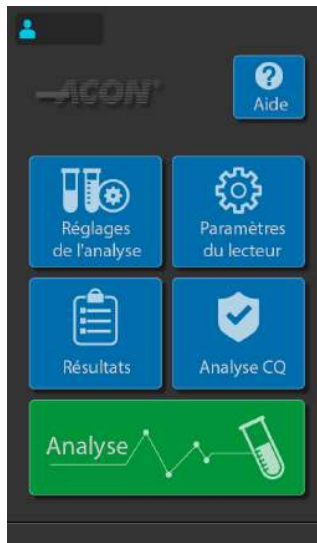 ACON®
Aide
Réglages
de l'analyse
Paramètres
du lecteur
Résultats
Analyse CQ
Analyse